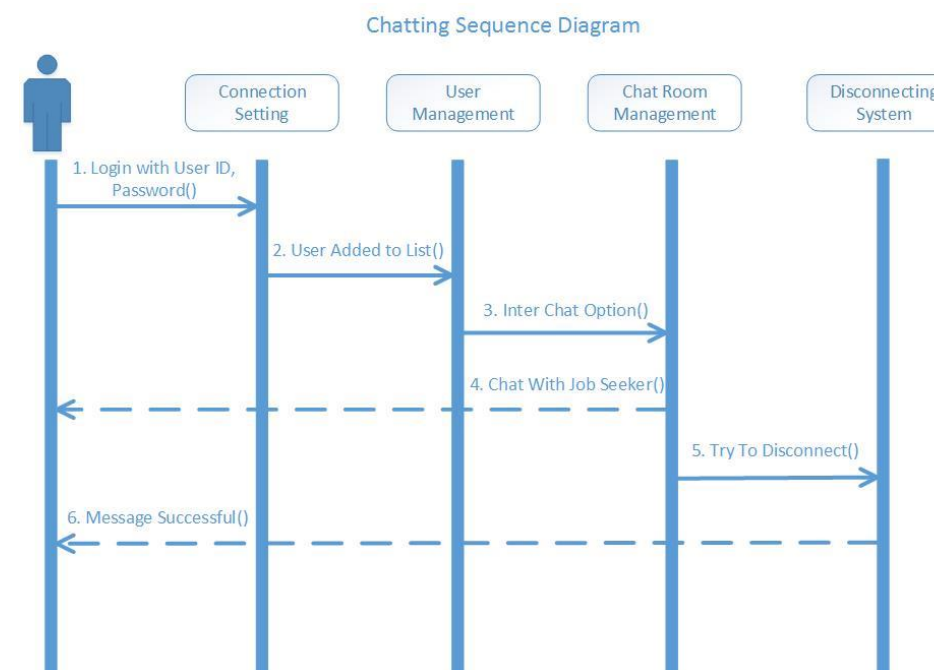 Chatting Sequence Diagram
Connection
Setting
User
Management
Chat Room
Management
Disconnecting
System
1. Login with User ID,
Password()
2. User Added to List()
3. Inter Chat Option()
4. Chat With Job Seeker()
5. Try To Disconnect()
6. Message Successful()